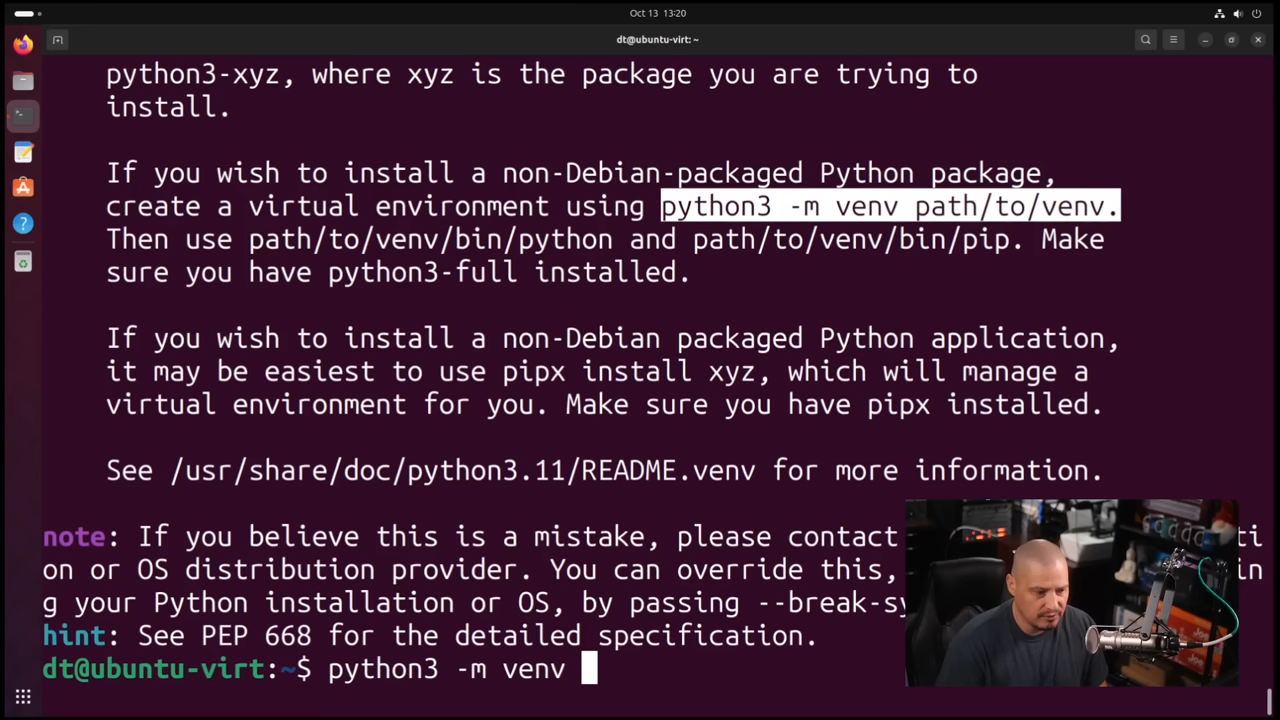 Oct 13 13:20
dt@ubuntu-virt: ~
python3-xyz, where xyz is the package you are trying to
install.
If you wish to install a non-Debian-packaged Python package,
create a virtual environment using python3 -m venv path/to/venv.
Then use path/to/venv/bin/python and path/to/venv/bin/pip. Make
sure you have python3-full installed.
If you wish to install a non-Debian packaged Python application,
it may be easiest to use pipx install xyz, which will manage a
virtual environment for you. Make sure you have pipx installed.
See /usr/share/doc/python3.11/README.venv for more information.
note: If you believe this is a mistake, please contact ti
on or OS distribution provider. You can override this, in
g your Python installation or OS, by passing --break-sy
hint: See PEP 668 for the detailed specification.
dt@ubuntu-virt:~$ python3 -m venv